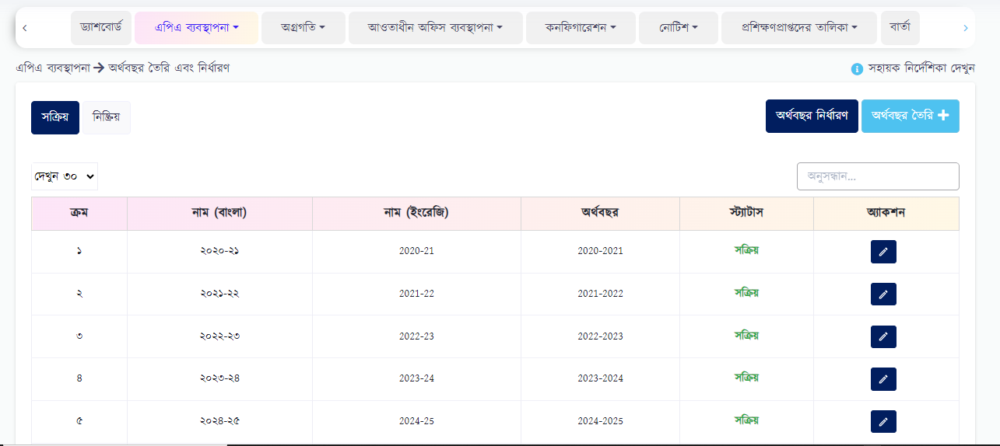 ড্যাশবোর্ড এপিএ ব্যবস্থাপনা অগ্রগতি আওতাধীন অফিস ব্যবস্থাপনা কনফিগারেশন নোটিশ প্রশিক্ষণপ্রাপ্তদের তালিকা বার্তা
এপিএ ব্যবস্থাপনা → অর্থবছর তৈরি এবং নির্ধারণ সহায়ক নির্দেশিকা দেখুন
সক্রিয় নিষ্ক্রিয় অর্থবছর নির্ধারণ অর্থবছর তৈরি +
দেখুন ৩০ অনুসন্ধান...
ক্রম নাম (বাংলা) নাম (ইংরেজি) অর্থবছর স্ট্যাটাস অ্যাকশন
১ ২০২০-২১ 2020-21 2020-2021 সক্রিয়
২ ২০২১-২২ 2021-22 2021-2022 সক্রিয়
৩ ২০২২-২৩ 2022-23 2022-2023 সক্রিয়
৪ ২০২৩-২৪ 2023-24 2023-2024 সক্রিয়
৫ ২০২৪-২৫ 2024-25 2024-2025 সক্রিয়